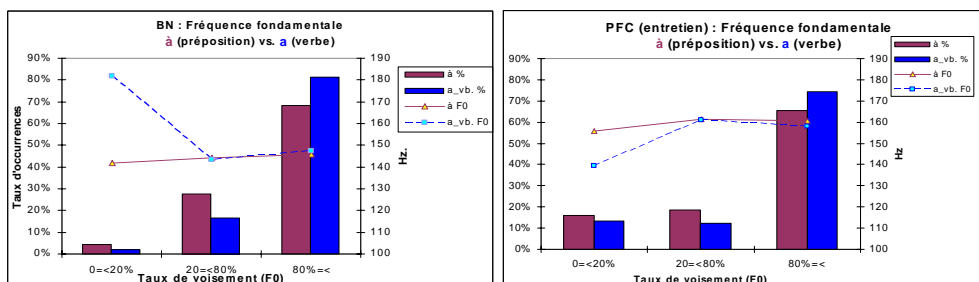 BN : Fréquence fondamentale
à (préposition) vs. a (verbe)
90%
80%
70%
60%
50%
40%
30%
20%
10%
0%
Taux d'occurrences
190
180
170
160
150
140
130
120
110
100
Hz.
à %
a_vb. %
à F0
a_vb. F0
0=<20%
20=<80%
80%=<
Taux de voisement (F0)
PFC (entretien) : Fréquence fondamentale
à (préposition) vs. a (verbe)
90%
80%
70%
60%
50%
40%
30%
20%
10%
0%
190
180
170
160
150
140
130
120
110
100
Hz
à %
a_vb. %
à F0
a_vb. F0
0=<20%
20=<80%
80%=<
Taux de voisement (F0)